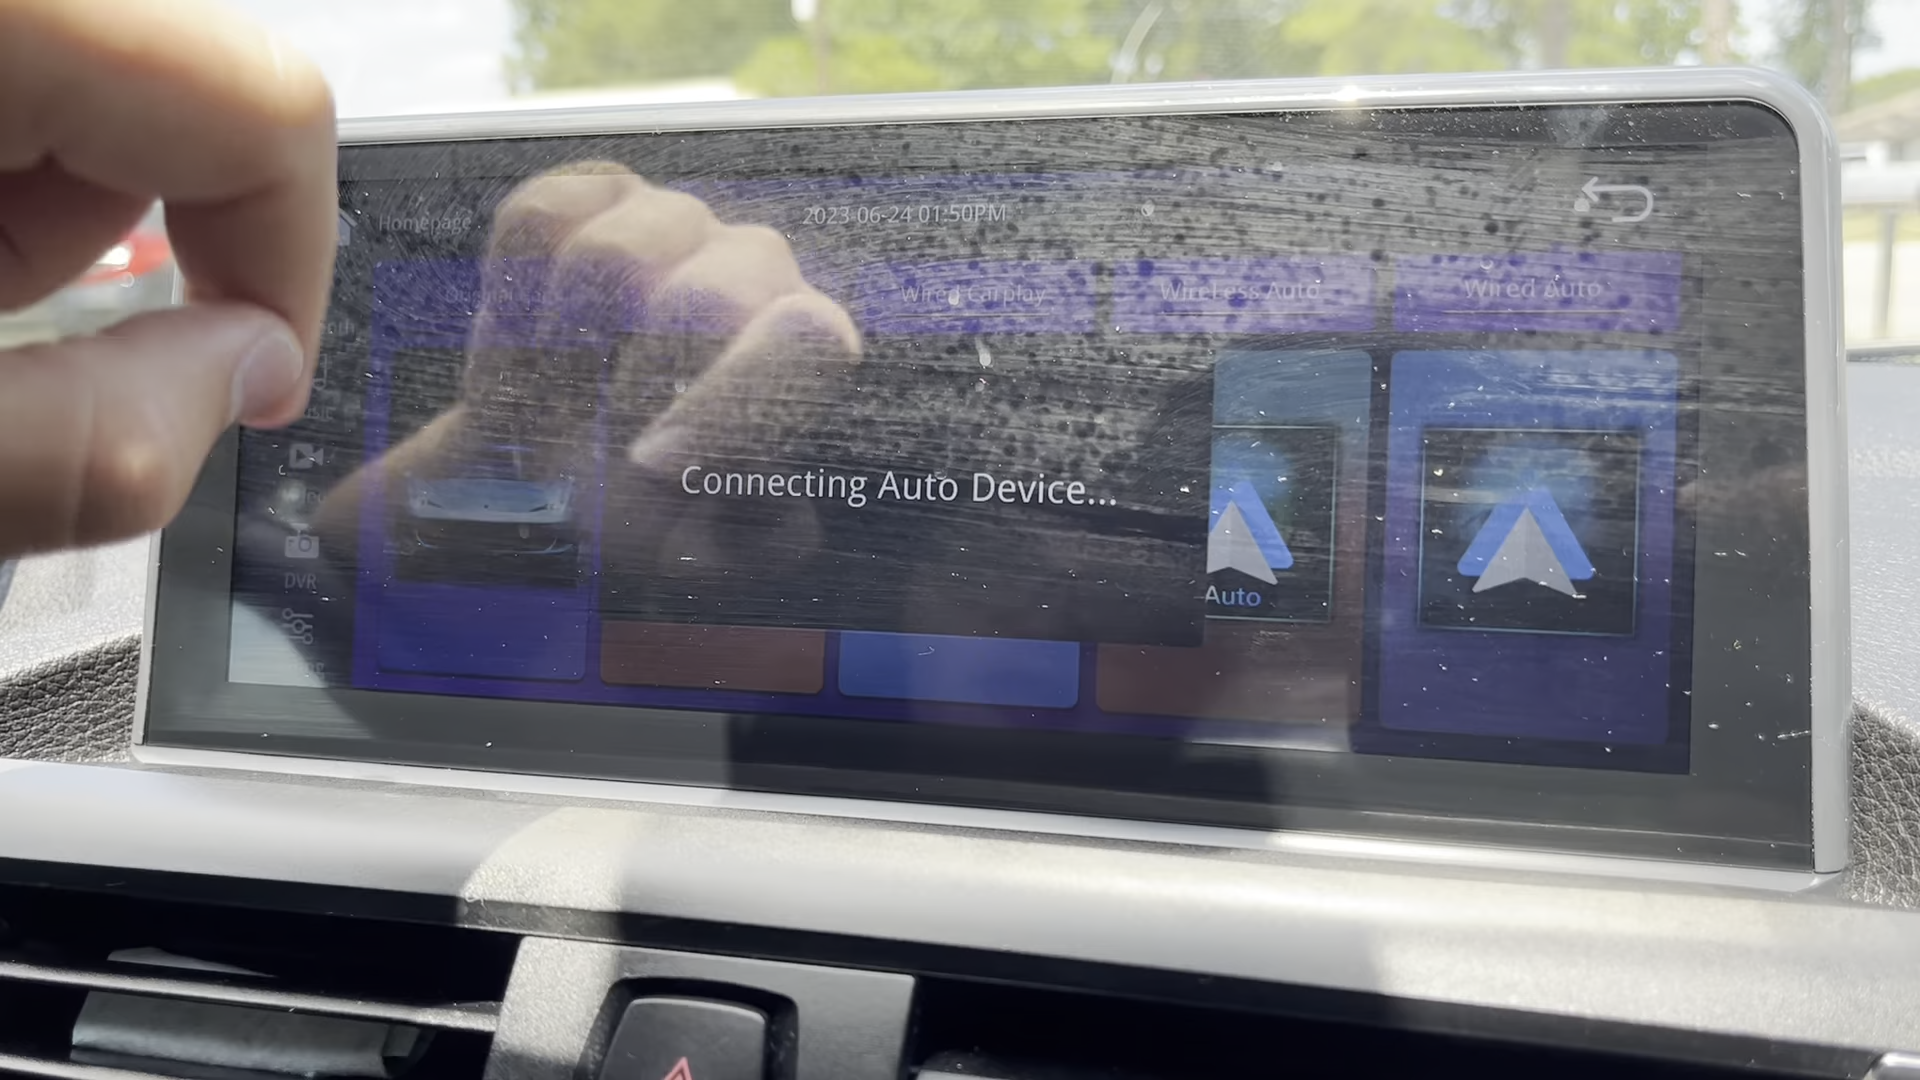 Homepage
2023-06-24 01:50PM
Wired Carplay
WireLess Auto
Wired Auto
Connecting Auto Device...
Auto
DVR